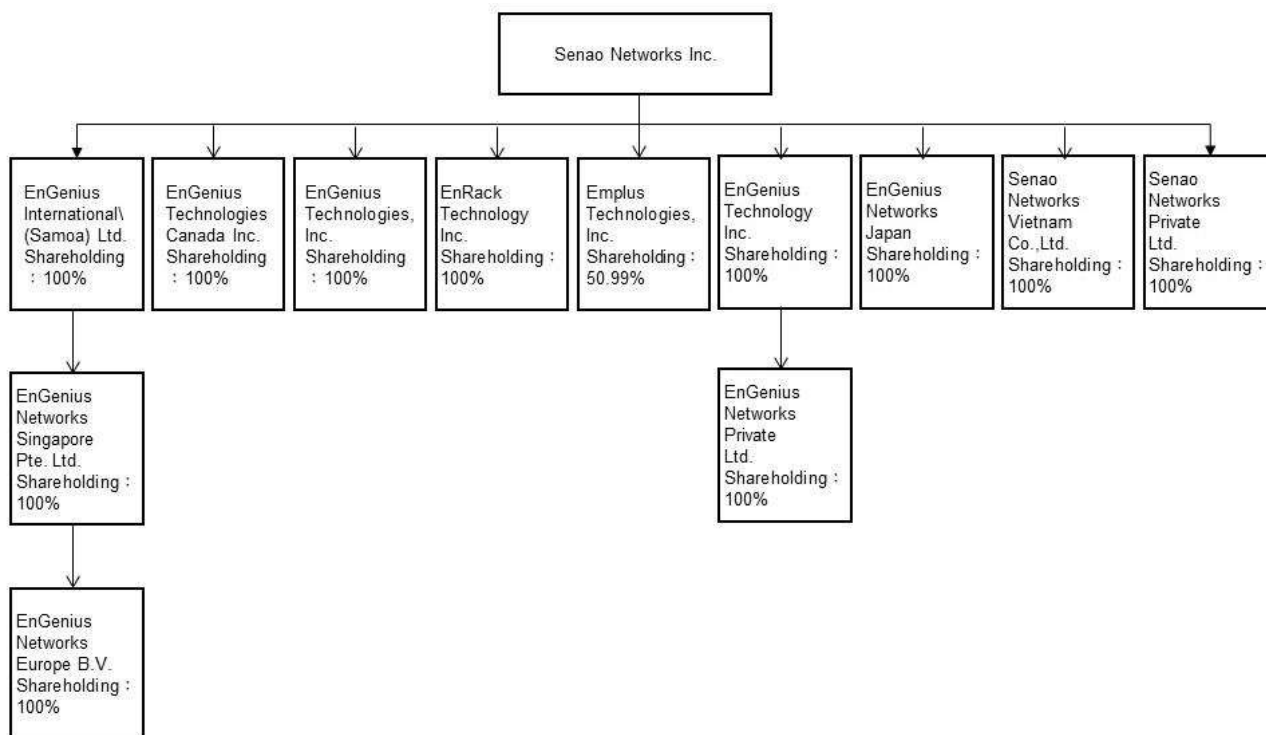 Senao Networks Inc.
EnGenius
International\
(Samoa) Ltd.
Shareholding
：100%
EnGenius
Technologies
Canada Inc.
Shareholding
：100%
EnGenius
Technologies,
Inc.
Shareholding
：100%
EnRack
Technology
Inc.
Shareholding：
100%
Emplus
Technologies,
Inc.
Shareholding：
50.99%
EnGenius
Technology
Inc.
Shareholding：
100%
EnGenius
Networks
Japan
Shareholding：
100%
Senao
Networks
Vietnam
Co.,Ltd.
Shareholding：
100%
Senao
Networks
Private
Ltd.
Shareholding：
100%
EnGenius
Networks
Singapore
Pte. Ltd.
Shareholding：
100%
EnGenius
Networks
Private
Ltd.
Shareholding：
100%
EnGenius
Networks
Europe B.V.
Shareholding：
100%